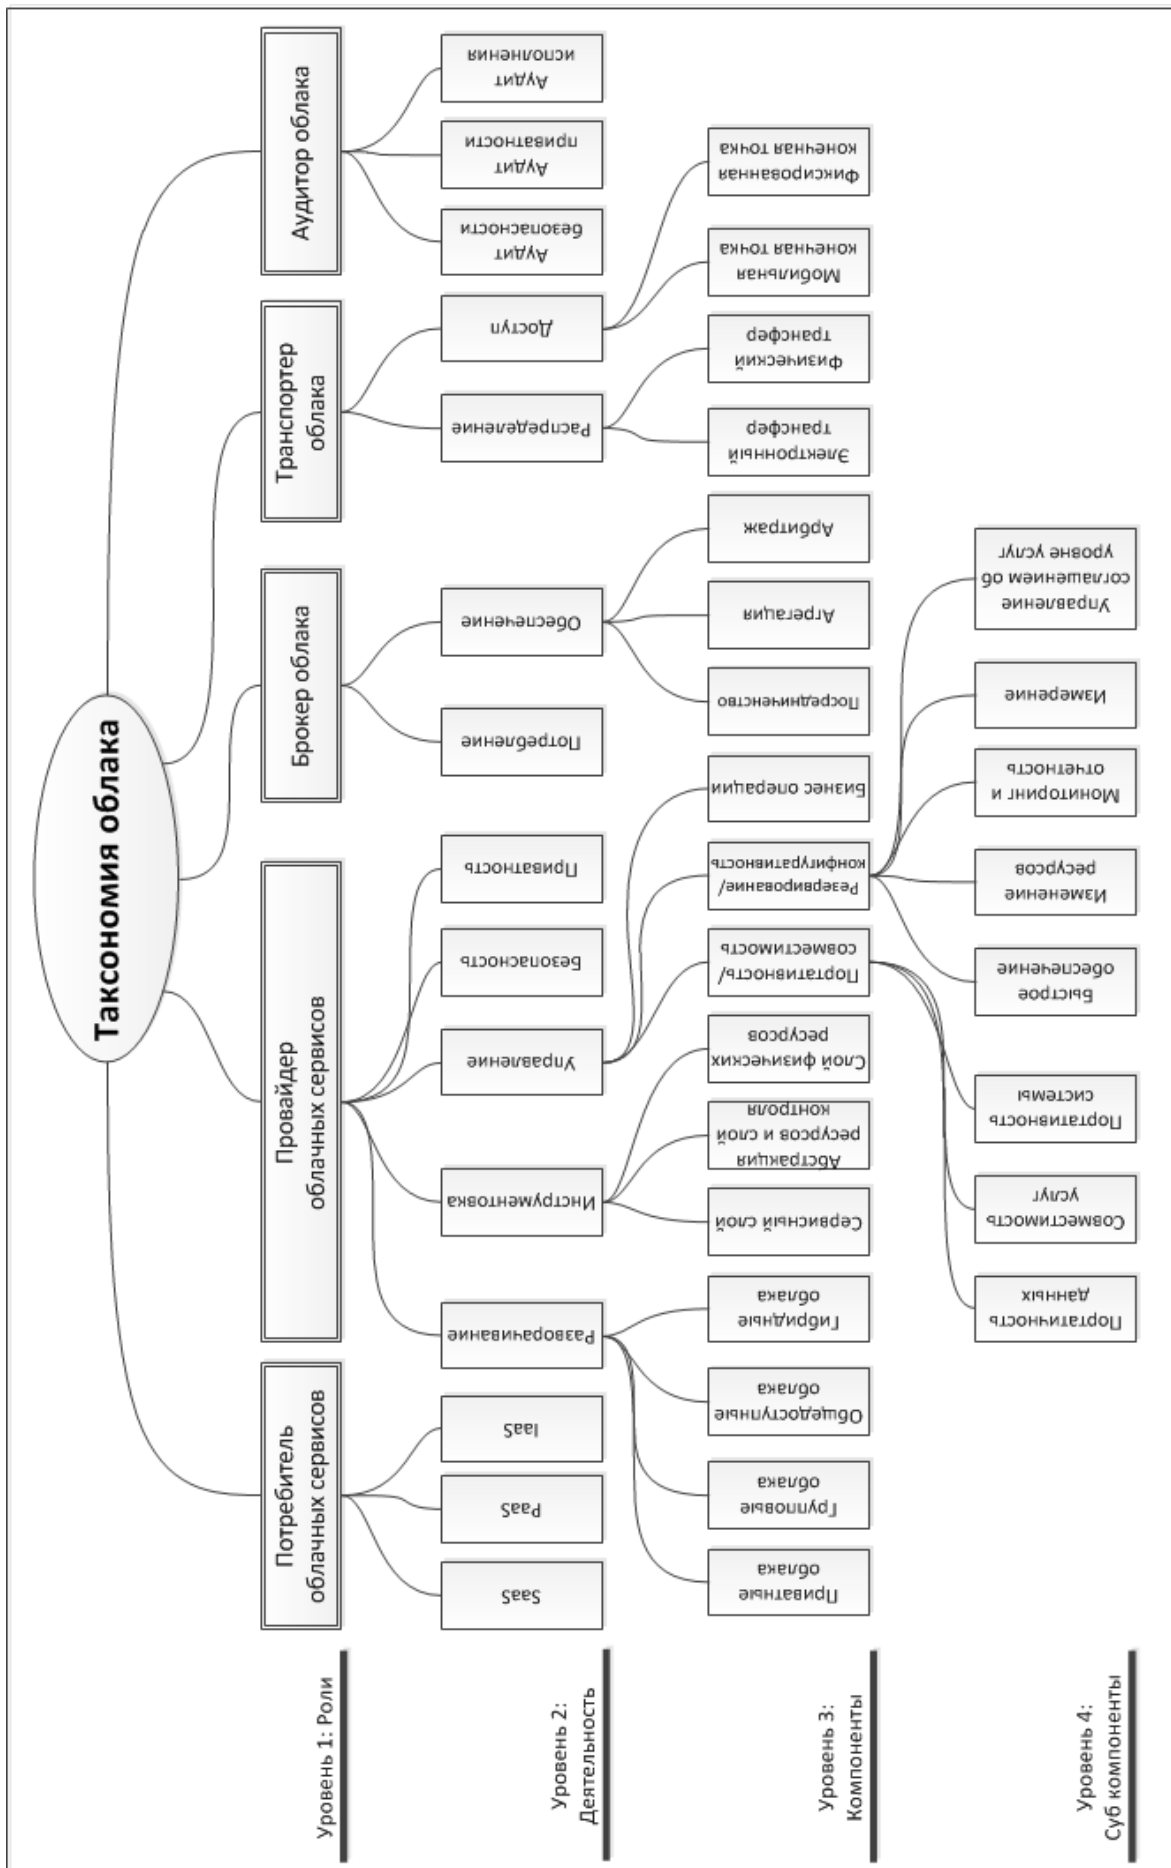 Таксономия облака
Уровень 1: Роли
Потребитель
облачных сервисов
Провайдер
облачных сервисов
Брокер облака
Транспортер
облака
Аудитор облака
Уровень 2:
Деятельность
SaaS
PaaS
IaaS
Разворачивание
Инструментовка
Управление
Безопасность
Приватность
Потребление
Обеспечение
Распределение
Доступ
Аудит
безопасности
Аудит
приватности
Аудит
исполнения
Уровень 3:
Компоненты
Приватные
облака
Групповые
облака
Общедоступные
облака
Гибридные
облака
Сервисный слой
Абстракция
ресурсов и слой
контроля
Слой физических
ресурсов
Портативность/
совместимость
Резервирование/
конфигуративность
Бизнес операции
Посредничество
Агрегация
Арбитраж
Электронный
трансфер
Физический
трансфер
Мобильная
конечная точка
Фиксированная
конечная точка
Уровень 4:
Суб компоненты
Портатичность
данных
Совместимость
услуг
Портативность
системы
Быстрое
обеспечение
Изменение
ресурсов
Мониторинг и
отчетность
Измерение
Управление
соглашением об
уровне услуг